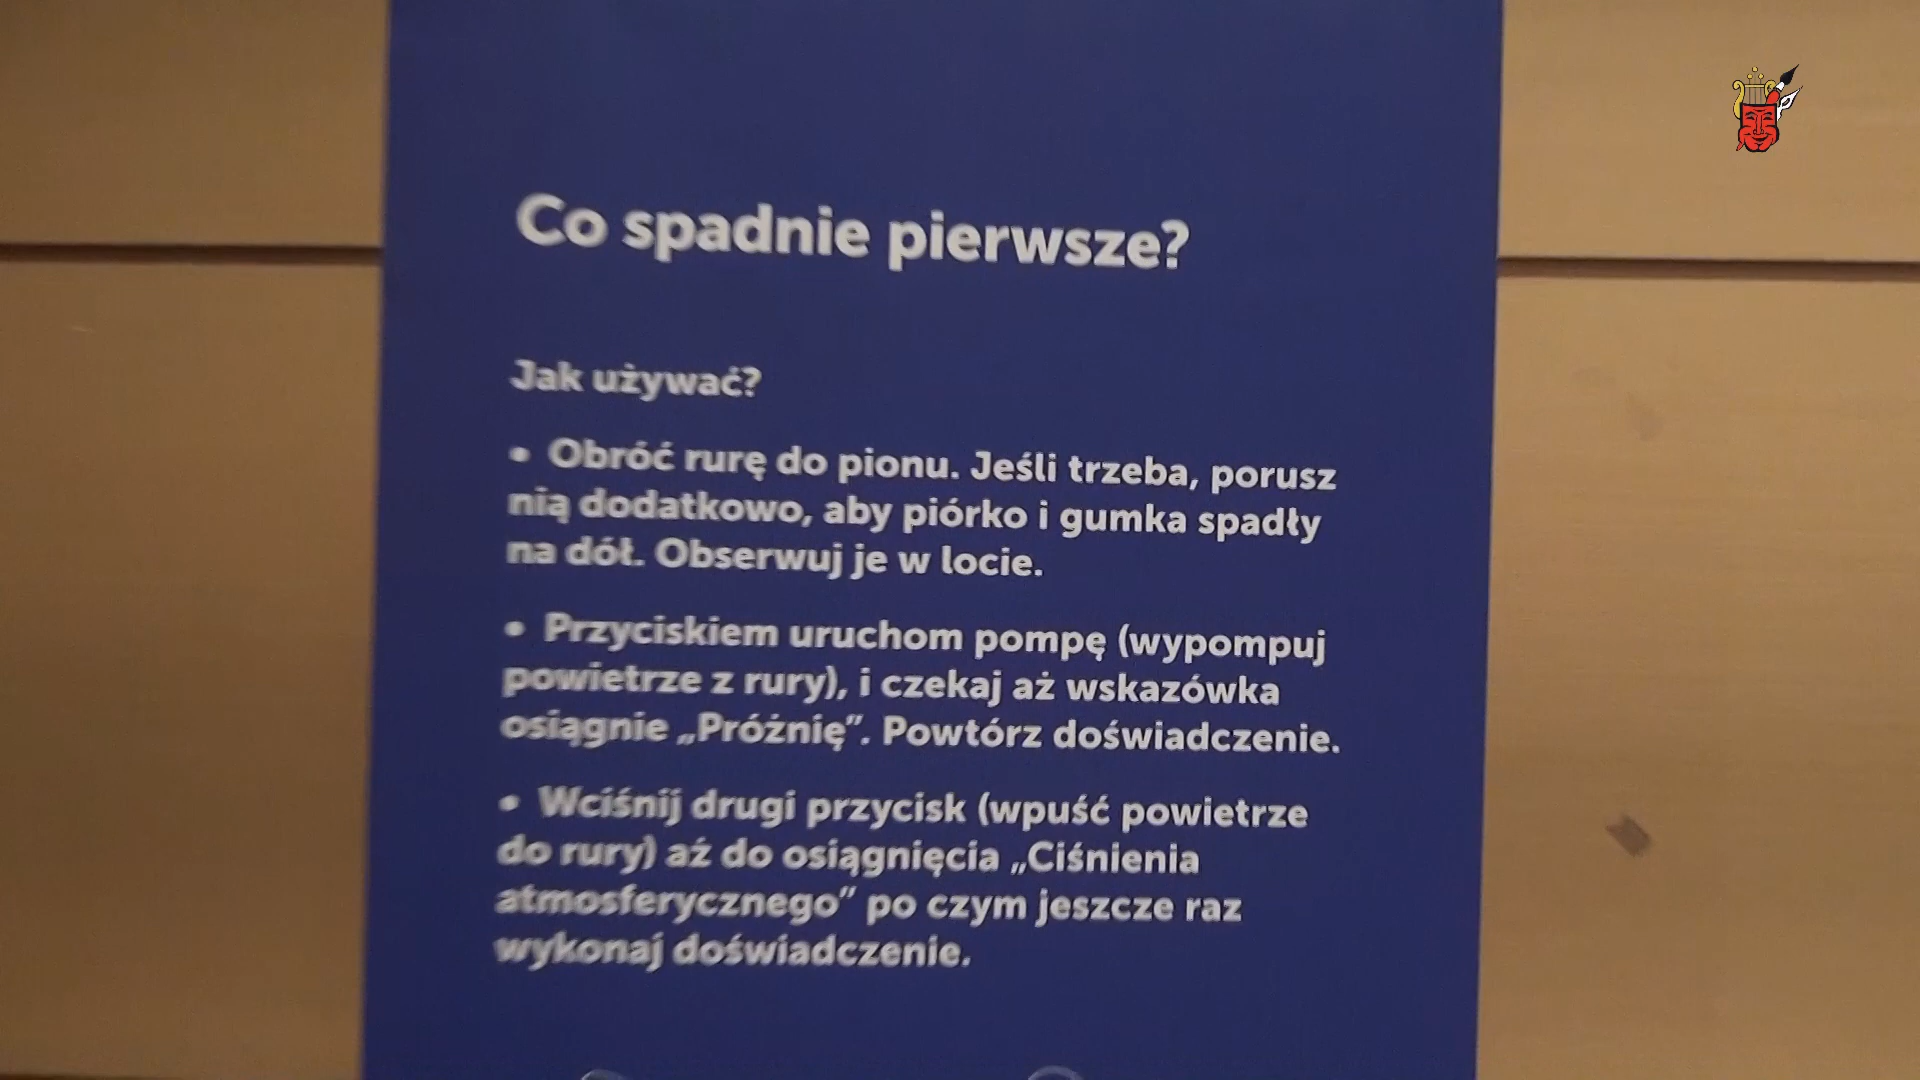 Co spadnie pierwsze?
Jak używać?
• Obróć rurę do pionu. Jeśli trzeba, porusz
nią dodatkowo, aby piórko i gumka spadły
na dół. Obserwuj je w locie.
• Przyciskiem uruchom pompę (wypompuj
powietrze z rury), i czekaj aż wskazówka
osiągnie „Próżnię”. Powtórz doświadczenie.
• Wciśnij drugi przycisk (wpuść powietrze
do rury) aż do osiągnięcia „Ciśnienia
atmosferycznego” po czym jeszcze raz
wykonaj doświadczenie.